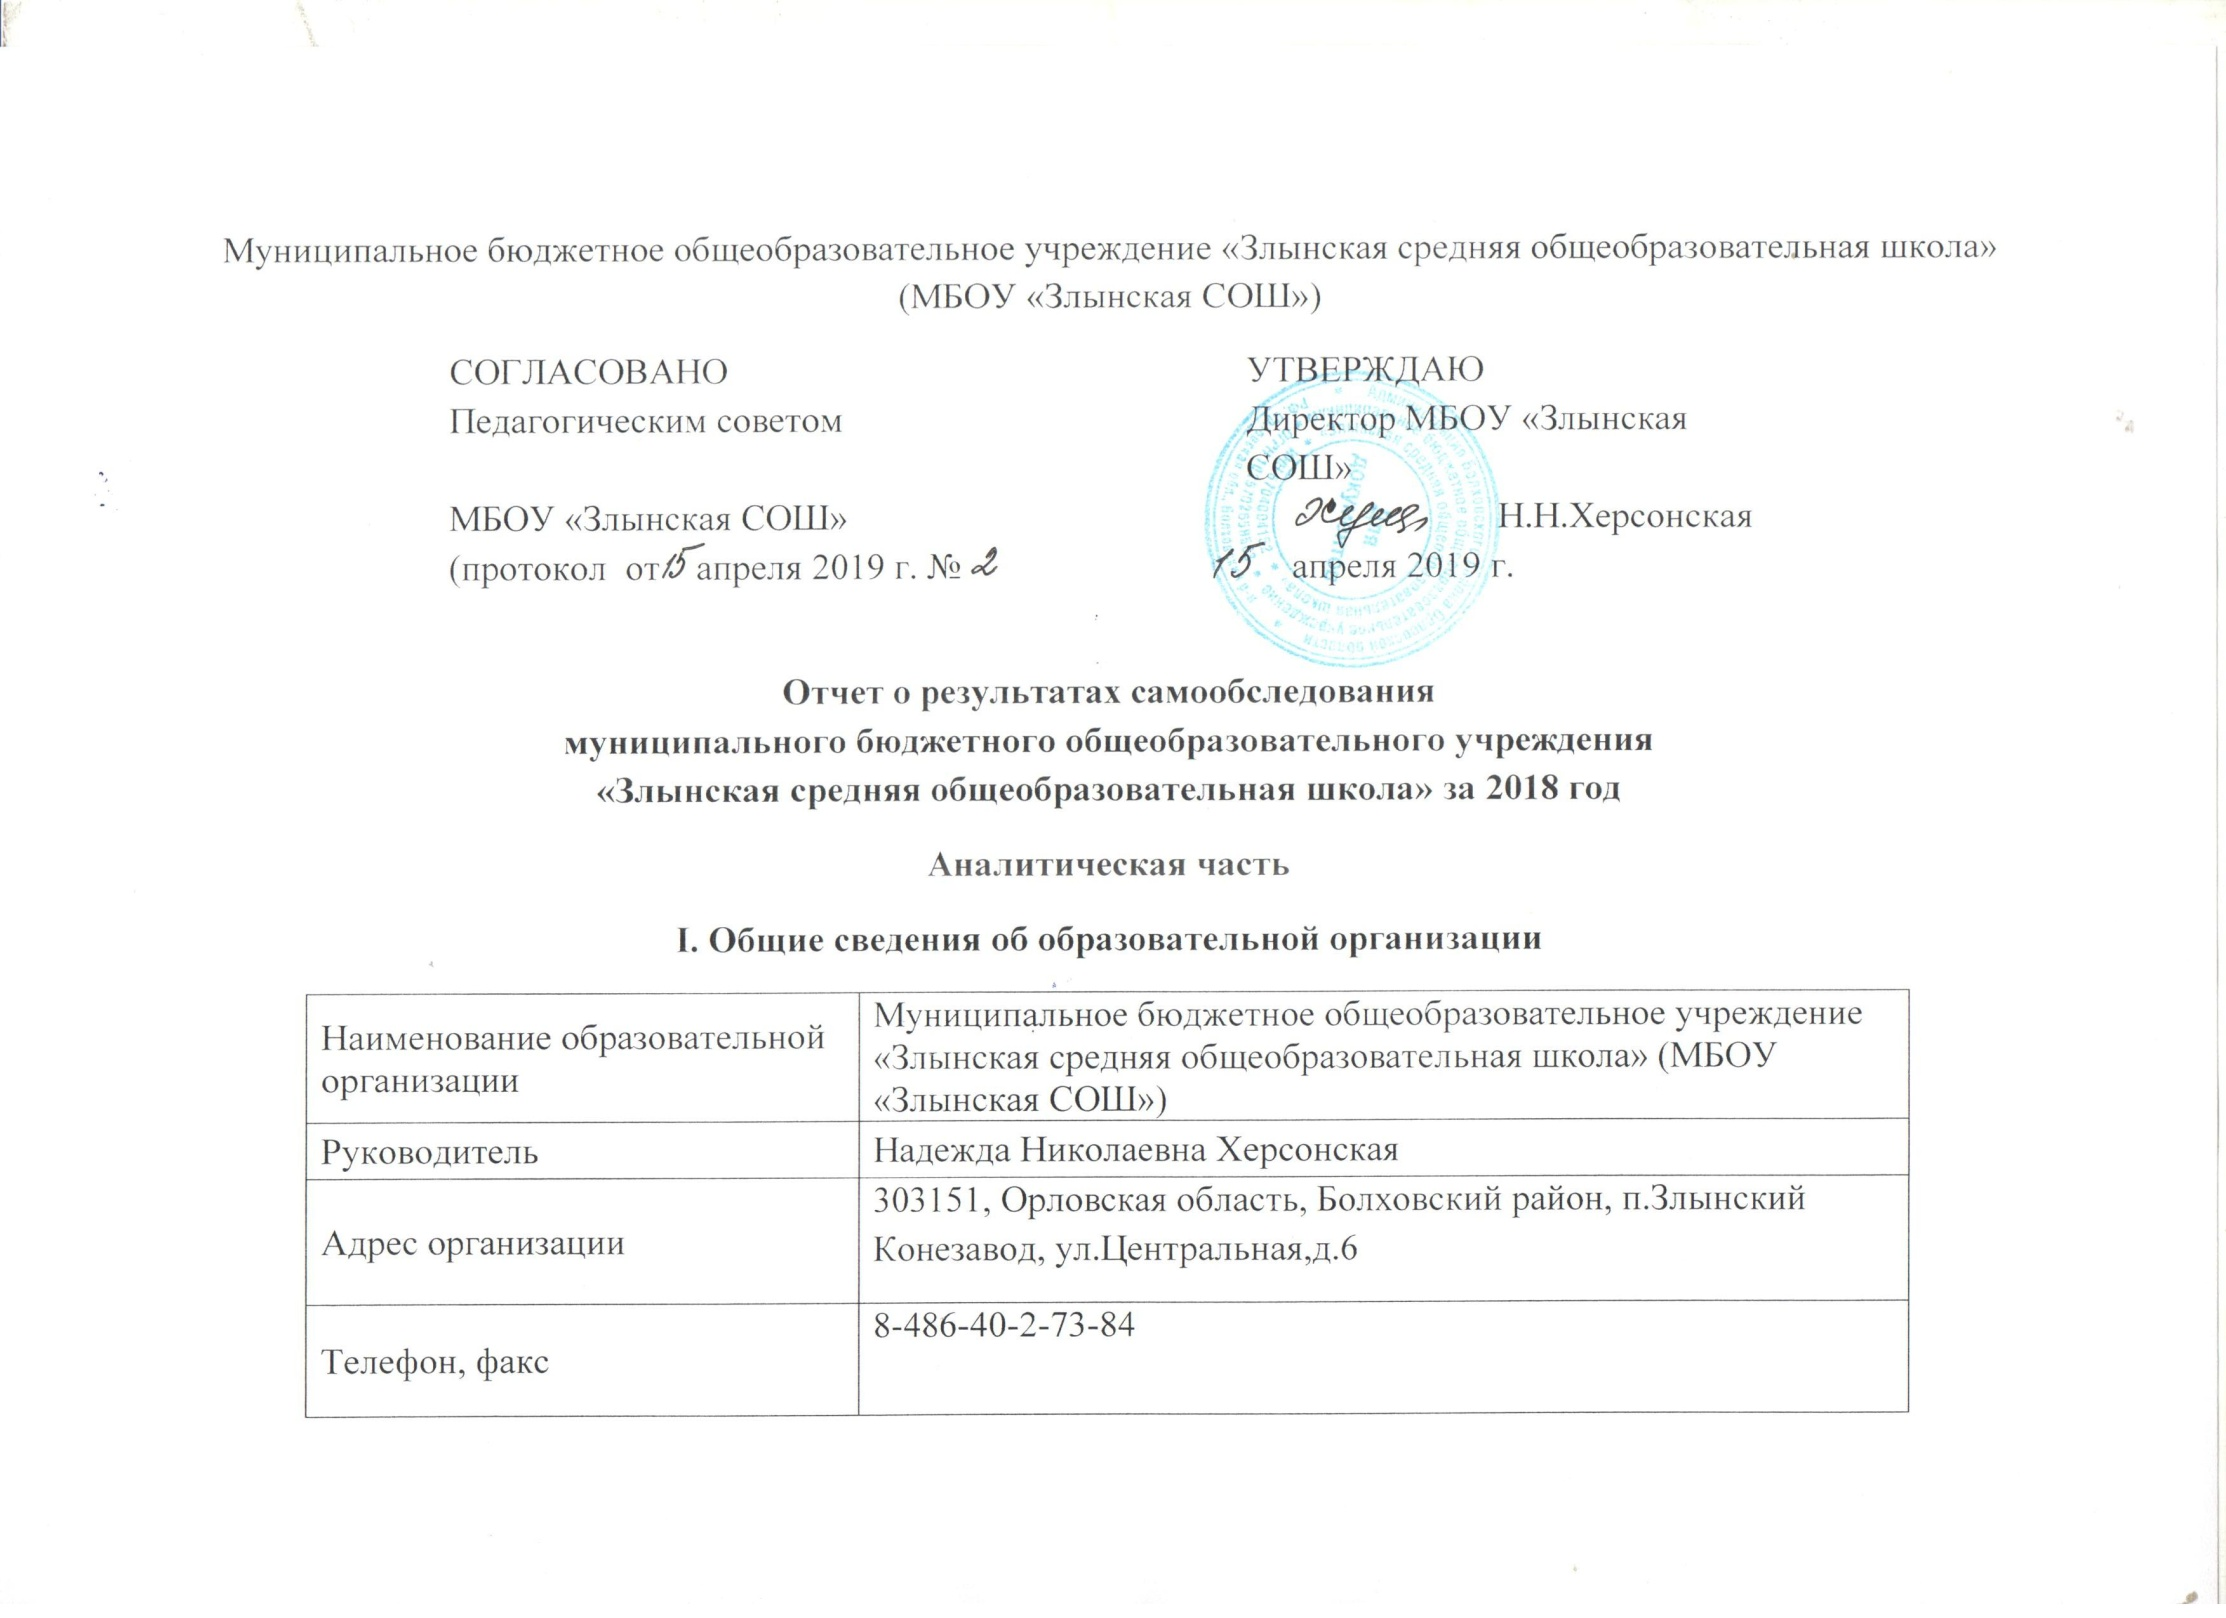 Муниципальное бюджетное общеобразовательное учреждение «Злынская средняя общеобразовательная школа»
(МБОУ «Злынская СОШ»)
СОГЛАСОВАНО
Педагогическим советом
МБОУ «Злынская СОШ»
(протокол от 15 апреля 2019 г. № 2
УТВЕРЖДАЮ
Директор МБОУ «Злынская
СОШ»
Н.Н.Херсонская
15 апреля 2019 г.
Отчет о результатах самообследования
муниципального бюджетного общеобразовательного учреждения
«Злынская средняя общеобразовательная школа» за 2018 год
Аналитическая часть
I. Общие сведения об образовательной организации
Наименование образовательной
организации
Муниципальное бюджетное общеобразовательное учреждение
«Злынская средняя общеобразовательная школа» (МБОУ
«Злынская СОШ»)
Руководитель
Надежда Николаевна Херсонская
Адрес организации
303151, Орловская область, Болховский район, п.Злынский
Конезавод, ул.Центральная,д.6
Телефон, факс
8-486-40-2-73-84